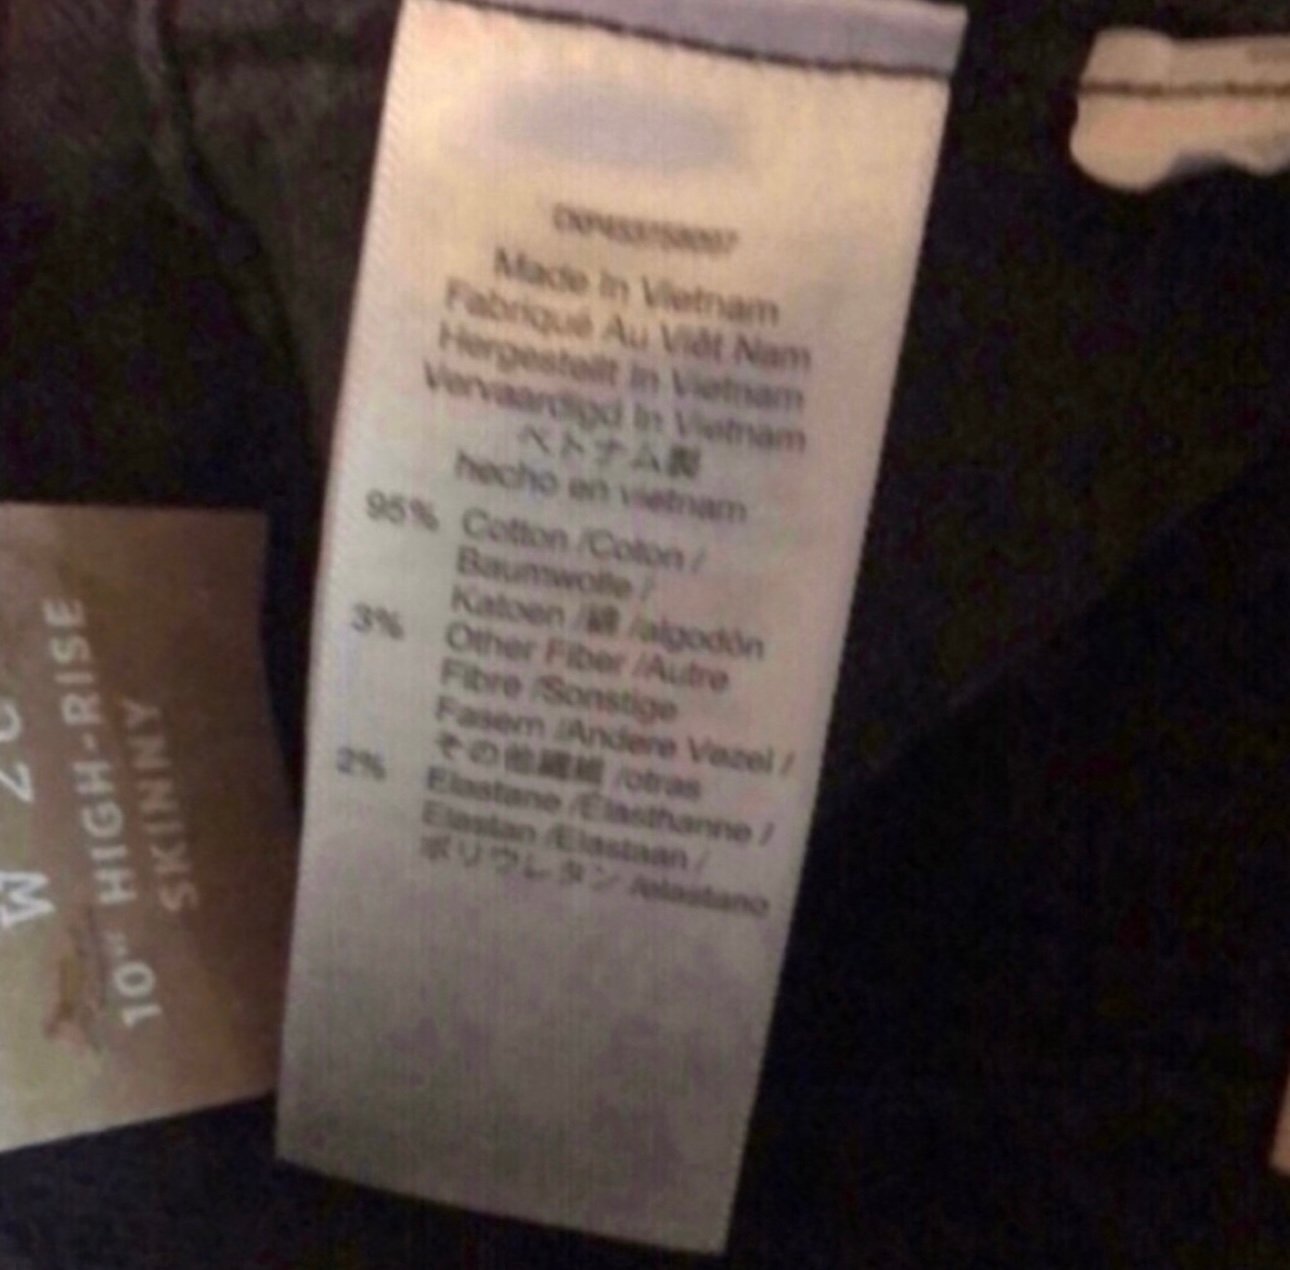 Made in Vietnam
Fabriqué Au Viêt Nam
Hergestellt in Vietnam
Vervaardigd in Vietnam
ベトナム製
hecho en vietnam
95% Cotton /Coton /
Baumwolle /
Katoen /綿 /algodón
3% Other Fiber /Autre
Fibre /Sonstige
Fasern /Andere Vezel /
その他繊維 /otras
2% Elastane /Élasthanne /
Elastan /Elastaan /
ポリウレタン /elastano
10" HIGH-RISE
SKINNY